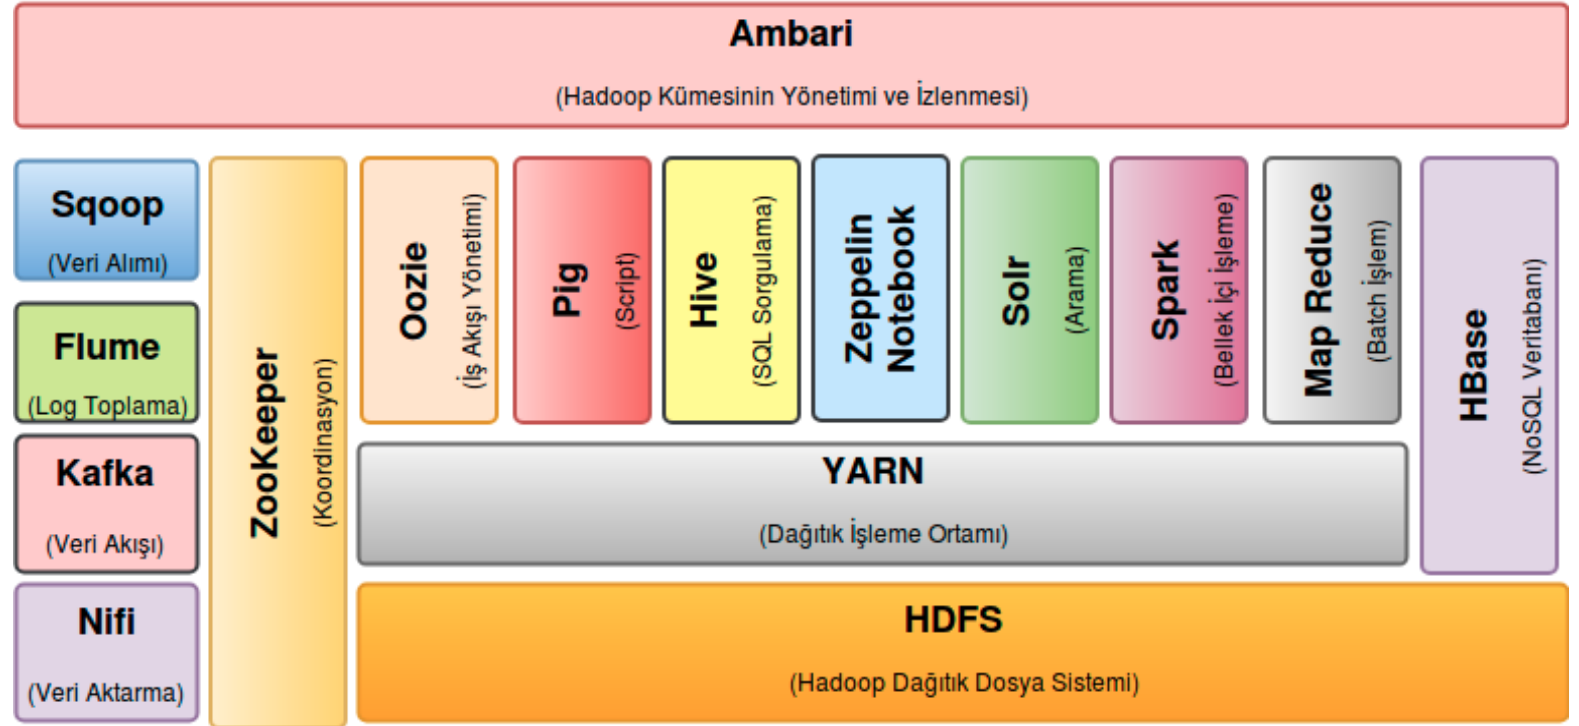 Ambari
(Hadoop Kümesinin Yönetimi ve İzlenmesi)
Sqoop
(Veri Alımı)
Flume
(Log Toplama)
Kafka
(Veri Akışı)
Nifi
(Veri Aktarma)
ZooKeeper
(Koordinasyon)
Oozie
(İş Akışı Yönetimi)
Pig
(Script)
Hive
(SQL Sorgulama)
Zeppelin
Notebook
Solr
(Arama)
Spark
(Bellek İçi İşleme)
Map Reduce
(Batch İşlem)
HBase
(NoSQL Veritabanı)
YARN
(Dağıtık İşleme Ortamı)
HDFS
(Hadoop Dağıtık Dosya Sistemi)